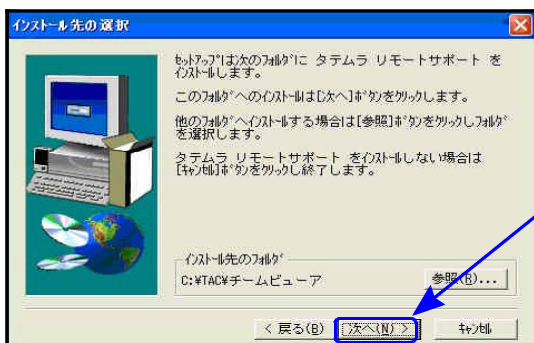 インストール先の選択
セットアップは次のフォルダに タテムラ リモートサポート を
インストールします。
このフォルダへのインストールは[次へ]ボタンをクリックします。
他のフォルダへインストールする場合は[参照]ボタンをクリックしフォルダ
を選択します。
タテムラ リモートサポート をインストールしない場合は
[キャンセル]ボタンをクリックし終了します。
インストール先のフォルダ
C:¥TAC¥チームビューア
参照(R)...
< 戻る(B)
次へ(N) >
キャンセル